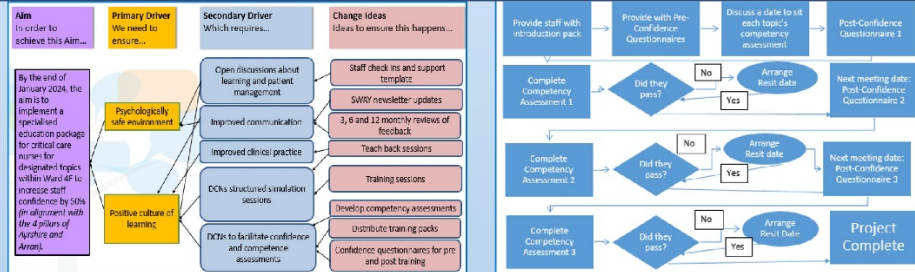 Aim
In order to
achieve this Aim...
Primary Driver
We need to
ensure...
Secondary Driver
Which requires...
Change Ideas
Ideas to ensure this happens...
By the end of
January 2024, the
aim is to
implement a
specialised
education package
for critical care
nurses for
designated topics
within Ward 4F to
increase staff
confidence by 50%
(in alignment with
the 4 pillars of
Ayrshire and
Arran).
Psychologically
safe environment
Positive culture of
learning
Open discussions about
learning and patient
management
Improved communication
Improved clinical practice
DCNs structured simulation
sessions
DCNs to facilitate confidence
and competence
assessments
Staff check ins and support
template
SWAY newsletter updates
3, 6 and 12 monthly reviews of
feedback
Teach back sessions
Training sessions
Develop competency assessments
Distribute training packs
Confidence questionnaires for pre
and post training
Provide staff with
introduction pack
Provide with Pre-
Confidence
Questionnaires
Discuss a date to sit
each topic's
competency
assessment
Post-Confidence
Questionnaire 1
Complete
Competency
Assessment 1
Did they
pass?
No
Yes
Arrange
Resit date
Next meeting date:
Post-Confidence
Questionnaire 2
Complete
Competency
Assessment 2
Did they
pass?
No
Yes
Arrange
Resit date
Next meeting date:
Post-Confidence
Questionnaire 3
Complete
Competency
Assessment 3
Did they
pass?
No
Yes
Arrange
Resit Date
Project
Complete